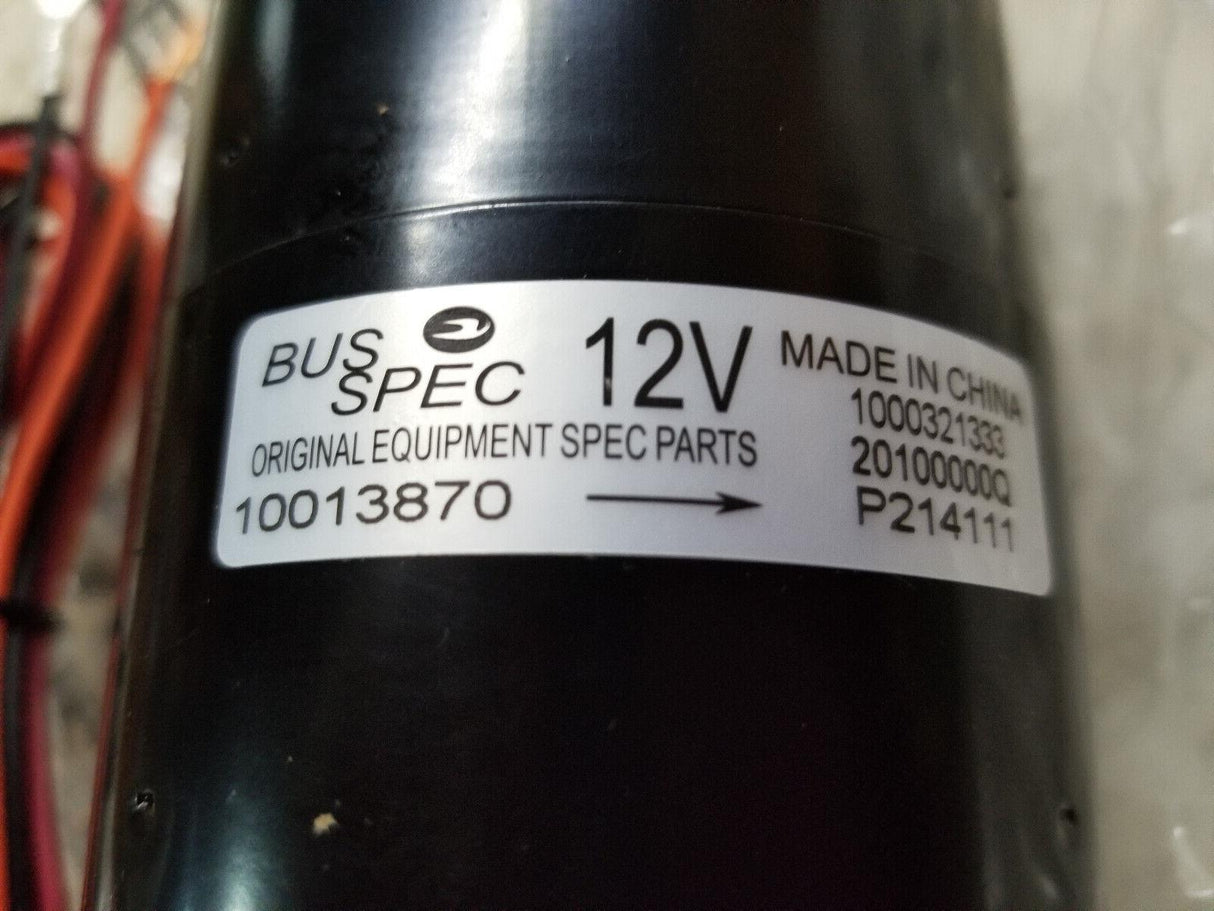 BUS
SPEC
12V
ORIGINAL EQUIPMENT SPEC PARTS
10013870
MADE IN CHINA
1000321333
20100000Q
P214111